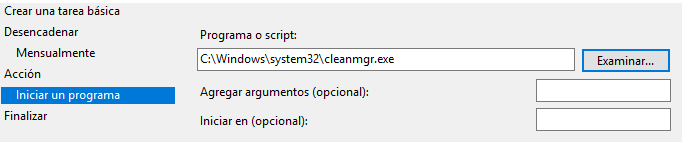 Crear una tarea básica
Desencadenar
Mensualmente
Acción
Iniciar un programa
Finalizar
Programa o script:
C:\Windows\system32\cleanmgr.exe
Examinar...
Agregar argumentos (opcional):
Iniciar en (opcional):